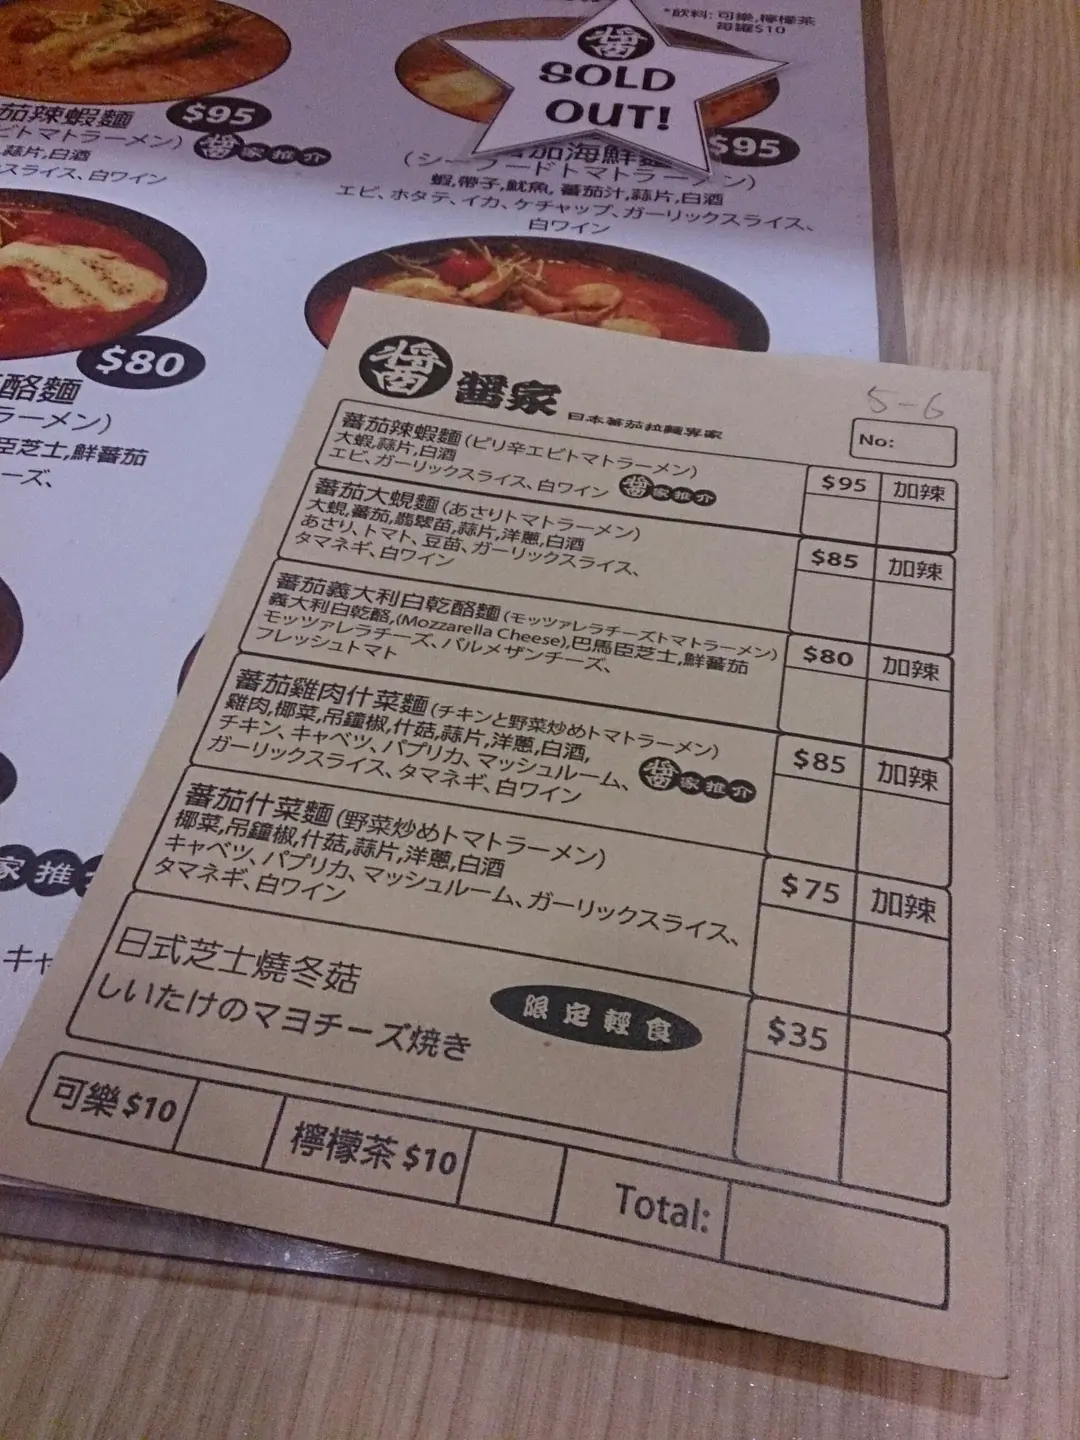 *飲料: 可樂,檸檬茶
每罐$10
醬
SOLD
OUT!
茄辣蝦麵
$95
ビトマトラーメン)
醬家推介
蒜片,白酒
スライス、白ワイン
茄海鮮麵
$95
(シーフードトマトラーメン)
蝦,帶子,魷魚, 蕃茄汁,蒜片,白酒
エビ、ホタテ、イカ、ケチャップ、ガーリックスライス、
白ワイン
$80
酪麵
ラーメン)
臣芝士,鮮蕃茄
ーズ、
家推
キャ
醬
醬家
日本蕃茄拉麵專家
5-6
No:
蕃茄辣蝦麵 (ピリ辛エビトマトラーメン)
大蝦,蒜片,白酒
エビ、ガーリックスライス、白ワイン
醬家推介
$95
加辣
蕃茄大蜆麵 (あさりトマトラーメン)
大蜆,蕃茄,翡翠苗,蒜片,洋蔥,白酒
あさり、トマト、豆苗、ガーリックスライス、
タマネギ、白ワイン
$85
加辣
蕃茄義大利白乾酪麵 (モッツァレラチーズトマトラーメン)
義大利白乾酪,(Mozzarella Cheese),巴馬臣芝士,鮮蕃茄
モッツァレラチーズ、パルメザンチーズ、
フレッシュトマト
$80
加辣
蕃茄雞肉什菜麵 (チキンと野菜炒めトマトラーメン)
雞肉,椰菜,吊鐘椒,什菇,蒜片,洋蔥,白酒,
チキン、キャベツ、パプリカ、マッシュルーム、
ガーリックスライス、タマネギ、白ワイン
醬家推介
$85
加辣
蕃茄什菜麵 (野菜炒めトマトラーメン)
椰菜,吊鐘椒,什菇,蒜片,洋蔥,白酒
キャベツ、パプリカ、マッシュルーム、ガーリックスライス、
タマネギ、白ワイン
$75
加辣
日式芝士燒冬菇
しいたけのマヨチーズ焼き
限定輕食
$35
可樂 $10
檸檬茶 $10
Total: